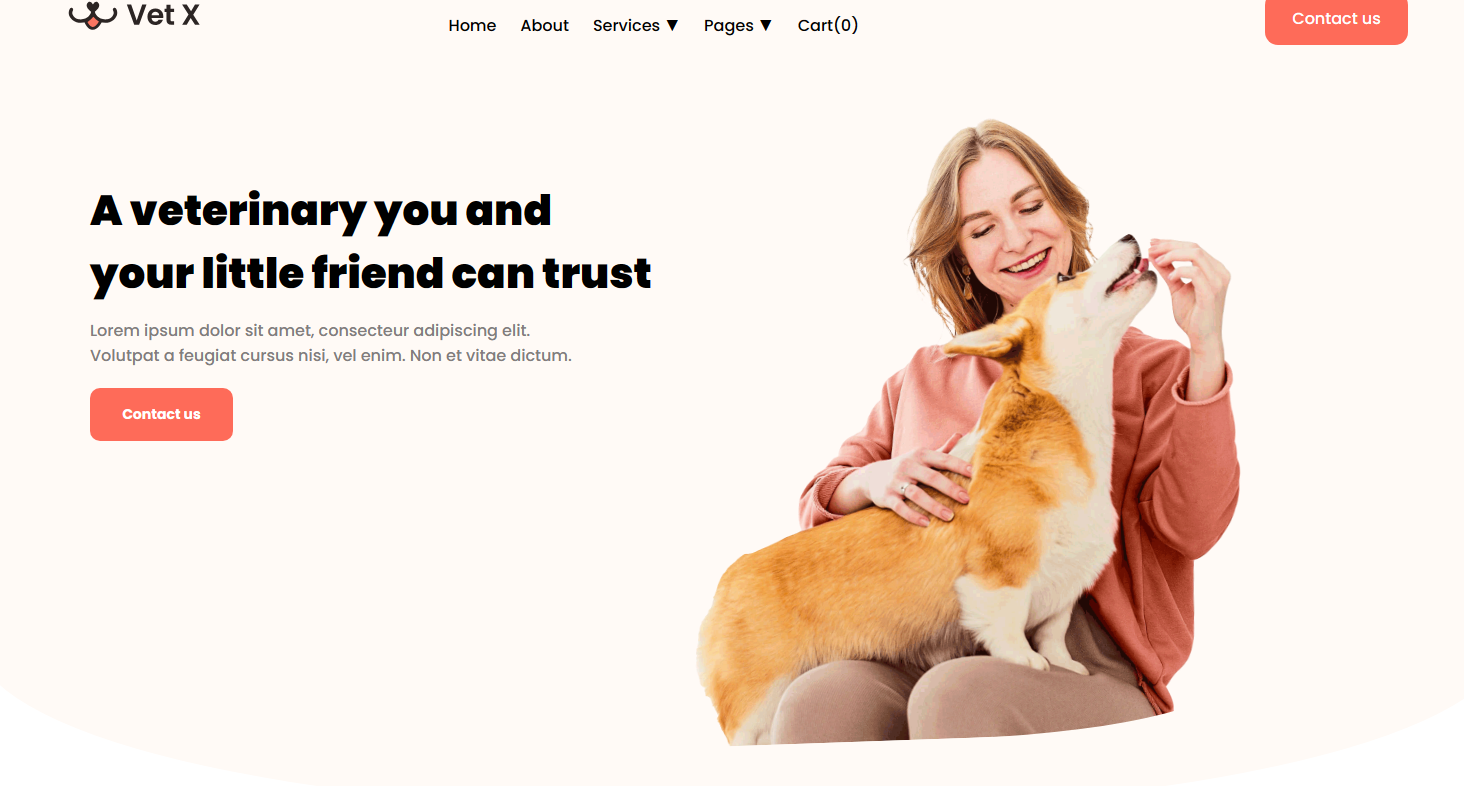 Vet X
Home About Services ▼ Pages ▼ Cart(0)
Contact us
A veterinary you and
your little friend can trust
Lorem ipsum dolor sit amet, consecteur adipiscing elit.
Volutpat a feugiat cursus nisi, vel enim. Non et vitae dictum.
Contact us